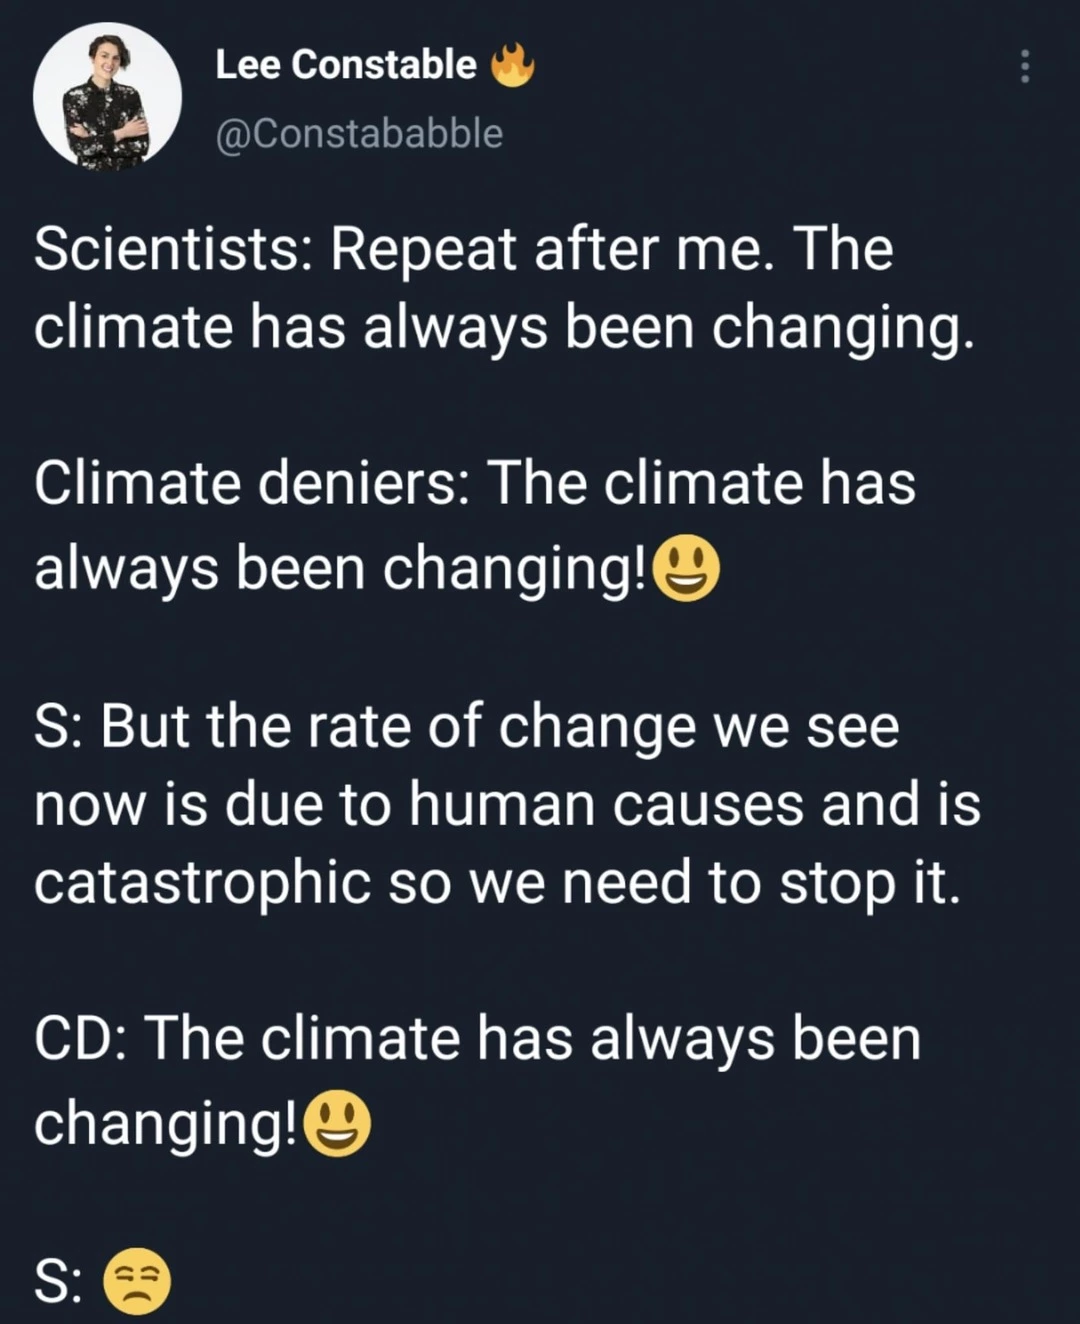 Lee Constable 🔥
@Constababble
Scientists: Repeat after me. The
climate has always been changing.
Climate deniers: The climate has
always been changing!😃
S: But the rate of change we see
now is due to human causes and is
catastrophic so we need to stop it.
CD: The climate has always been
changing!😃
S: 😒